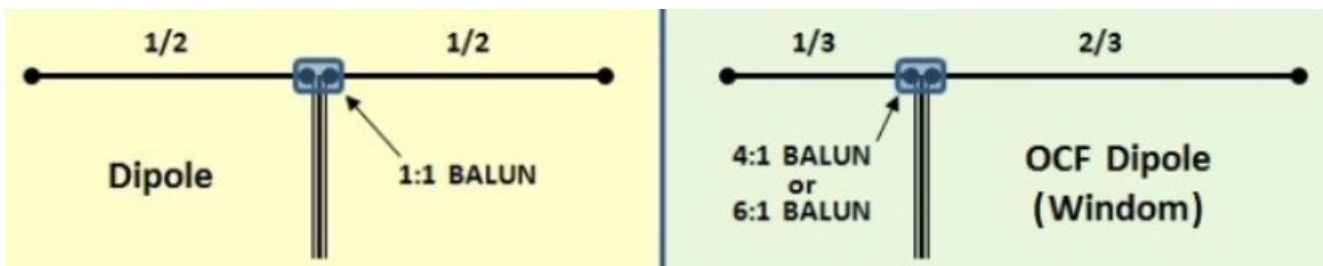 1/2
1/2
Dipole
1:1 BALUN
1/3
2/3
4:1 BALUN
or
6:1 BALUN
OCF Dipole
(Windom)